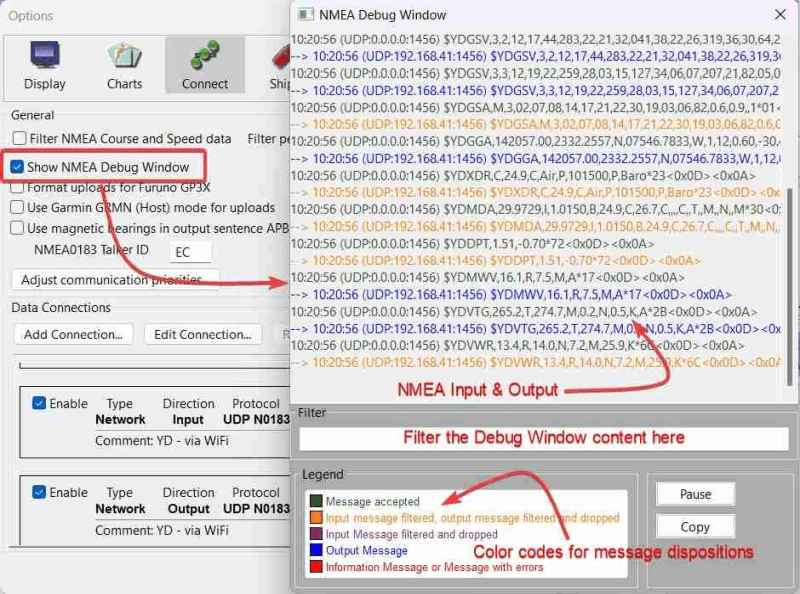 Options
Display
Charts
Connect
Ship
General
Filter NMEA Course and Speed data
Filter pe
Show NMEA Debug Window
Format uploads for Furuno GP3X
Use Garmin GRMN (Host) mode for uploads
Use magnetic bearings in output sentence APB
NMEA0183 Talker ID
EC
Adjust communication priorities
Data Connections
Add Connection...
Edit Connection...
Enable
Type
Direction
Protocol
Network
Input
UDP N0183
Comment: YD - via WiFi
Enable
Type
Direction
Protocol
Network
Output
UDP N0183
Comment: YD - via WiFi
NMEA Debug Window
10:20:56 (UDP:0.0.0.0:1456) $YDGSV,3,2,12,17,44,283,22,21,32,041,38,22,26,319,36,30,64,2
--> 10:20:56 (UDP:192.168.41:1456) $YDGSV,3,2,12,17,44,283,22,21,32,041,38,22,26,319,36
10:20:56 (UDP:0.0.0.0:1456) $YDGSV,3,3,12,19,22,259,28,03,15,127,34,06,07,207,21,82,05,0
--> 10:20:56 (UDP:192.168.41:1456) $YDGSV,3,3,12,19,22,259,28,03,15,127,34,06,07,207,2
10:20:56 (UDP:0.0.0.0:1456) $YDGSA,M,3,02,07,08,14,17,21,22,30,19,03,06,82,0.6,0.9,,1*01<
--> 10:20:56 (UDP:192.168.41:1456) $YDGSA,M,3,02,07,08,14,17,21,22,30,19,03,06,82,0.6,0
10:20:56 (UDP:0.0.0.0:1456) $YDGGA,142057.00,2332.2557,N,07546.7833,W,1,12,0.60,-30.4
--> 10:20:56 (UDP:192.168.41:1456) $YDGGA,142057.00,2332.2557,N,07546.7833,W,1,12,0
10:20:56 (UDP:0.0.0.0:1456) $YDXDR,C,24.9,C,Air,P,101500,P,Baro*23<0x0D><0x0A>
--> 10:20:56 (UDP:192.168.41:1456) $YDXDR,C,24.9,C,Air,P,101500,P,Baro*23<0x0D><0x
10:20:56 (UDP:0.0.0.0:1456) $YDMDA,29.9729,I,1.0150,B,24.9,C,26.7,C,,,,C,,T,,M,,N,,M*30<0x
--> 10:20:56 (UDP:192.168.41:1456) $YDMDA,29.9729,I,1.0150,B,24.9,C,26.7,C,,,,C,,T,,M,,N,
10:20:56 (UDP:0.0.0.0:1456) $YDDPT,1.51,-0.70*72<0x0D><0x0A>
--> 10:20:56 (UDP:192.168.41:1456) $YDDPT,1.51,-0.70*72<0x0D><0x0A>
10:20:56 (UDP:0.0.0.0:1456) $YDMWV,16.1,R,7.5,M,A*17<0x0D><0x0A>
--> 10:20:56 (UDP:192.168.41:1456) $YDMWV,16.1,R,7.5,M,A*17<0x0D><0x0A>
10:20:56 (UDP:0.0.0.0:1456) $YDVTG,265.2,T,274.7,M,0.2,N,0.5,K,A*2B<0x0D><0x0A>
--> 10:20:56 (UDP:192.168.41:1456) $YDVTG,265.2,T,274.7,M,0.2,N,0.5,K,A*2B<0x0D><0x
10:20:56 (UDP:0.0.0.0:1456) $YDVWR,13.4,R,14.0,N,7.2,M,25.9,K*6C<0x0D><0x0A>
--> 10:20:56 (UDP:192.168.41:1456) $YDVWR,13.4,R,14.0,N,7.2,M,25.9,K*6C<0x0D><0x0A
NMEA Input & Output
Filter
Filter the Debug Window content here
Legend
Message accepted
Input message filtered, output message filtered and dropped
Input Message filtered and dropped
Output Message
Information Message or Message with errors
Color codes for message dispositions
Pause
Copy